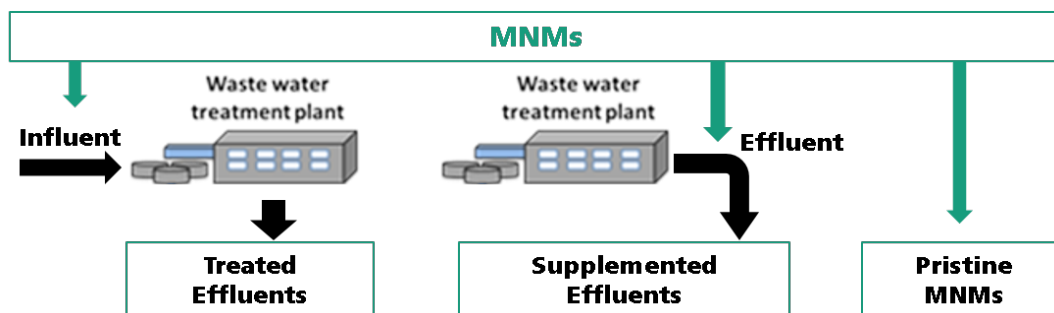 MNMs
Waste water
treatment plant
Influent
Waste water
treatment plant
Effluent
Treated
Effluents
Supplemented
Effluents
Pristine
MNMs